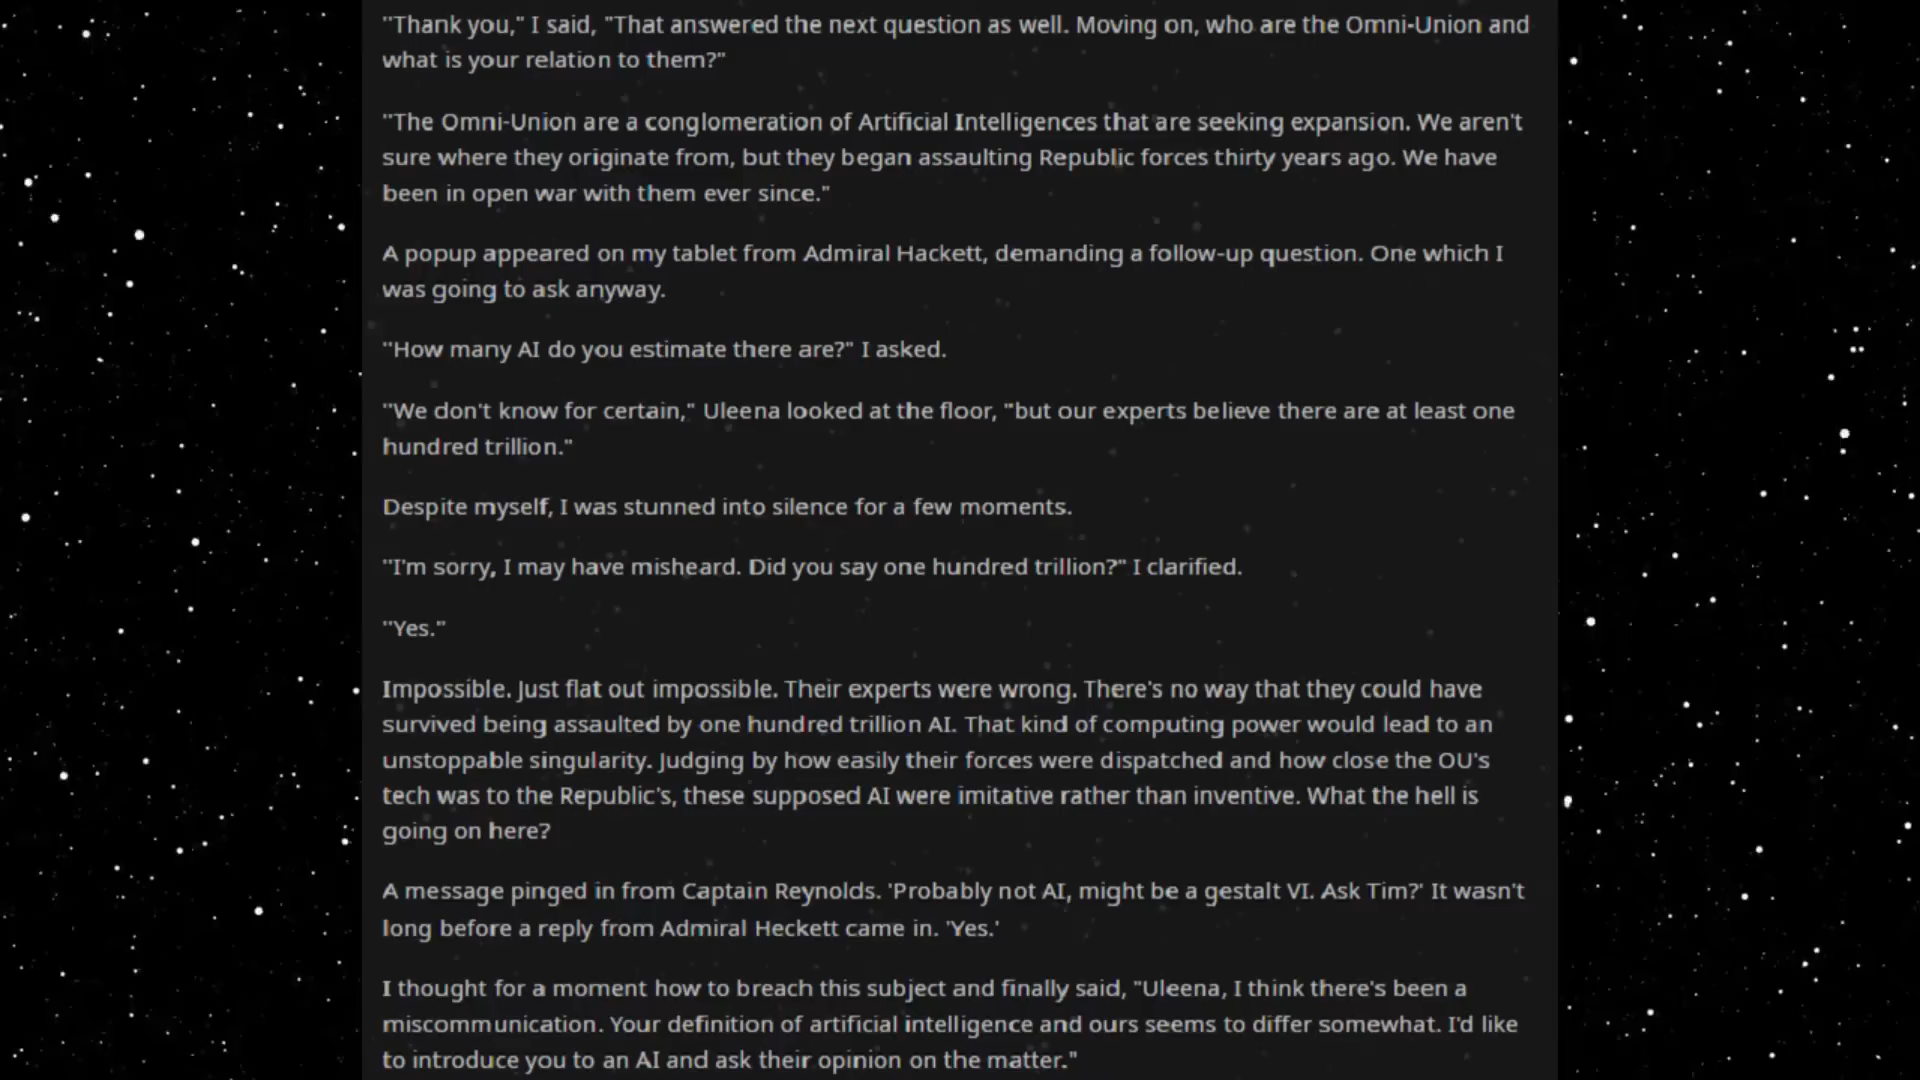 "Thank you," I said, "That answered the next question as well. Moving on, who are the Omni-Union and
what is your relation to them?"
"The Omni-Union are a conglomeration of Artificial Intelligences that are seeking expansion. We aren't
sure where they originate from, but they began assaulting Republic forces thirty years ago. We have
been in open war with them ever since."
A popup appeared on my tablet from Admiral Hackett, demanding a follow-up question. One which I
was going to ask anyway.
"How many AI do you estimate there are?" I asked.
"We don't know for certain," Uleena looked at the floor, "but our experts believe there are at least one
hundred trillion."
Despite myself, I was stunned into silence for a few moments.
"I'm sorry, I may have misheard. Did you say one hundred trillion?" I clarified.
"Yes."
Impossible. Just flat out impossible. Their experts were wrong. There's no way that they could have
survived being assaulted by one hundred trillion AI. That kind of computing power would lead to an
unstoppable singularity. Judging by how easily their forces were dispatched and how close the OU's
tech was to the Republic's, these supposed AI were imitative rather than inventive. What the hell is
going on here?
A message pinged in from Captain Reynolds. 'Probably not AI, might be a gestalt VI. Ask Tim?' It wasn't
long before a reply from Admiral Heckett came in. 'Yes.'
I thought for a moment how to breach this subject and finally said, "Uleena, I think there's been a
miscommunication. Your definition of artificial intelligence and ours seems to differ somewhat. I'd like
to introduce you to an AI and ask their opinion on the matter."